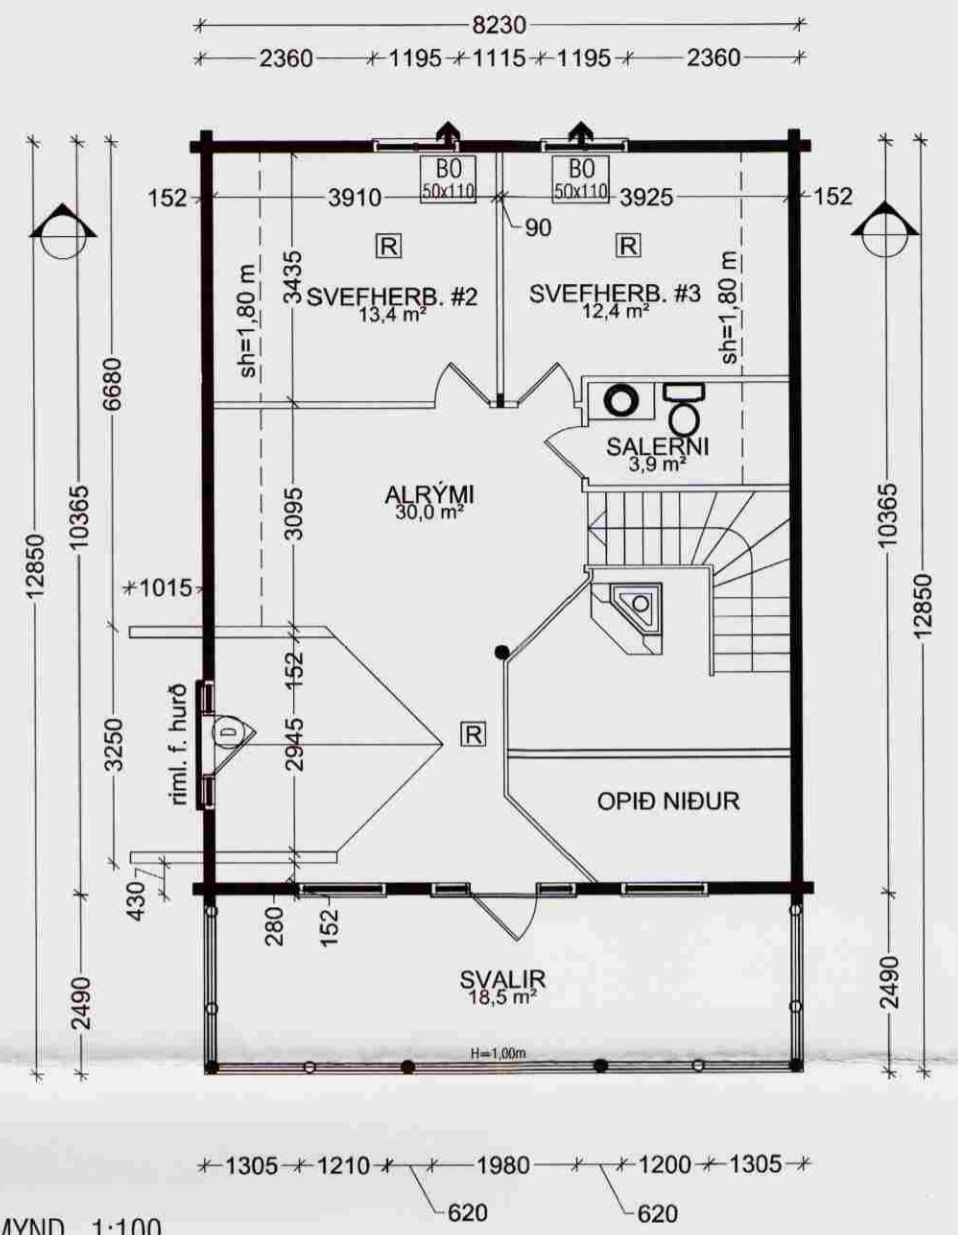 8230
2360 1195 1115 1195 2360
BO
50x110
BO
50x110
152
3910
3925
152
90
R
R
3435
sh=1,80 m
SVEFHERB. #2
13,4 m²
SVEFHERB. #3
12,4 m²
sh=1,80 m
6680
SALERNI
3,9 m²
ALRÝMI
30,0 m²
3095
12850
10365
10365
12850
1015
152
riml. f. hurð
D
R
2945
3250
OPIÐ NIÐUR
430
280
152
2490
SVALIR
18,5 m²
2490
H=1,00m
1305 1210 1980 1200 1305
620
620
MYND 1:100